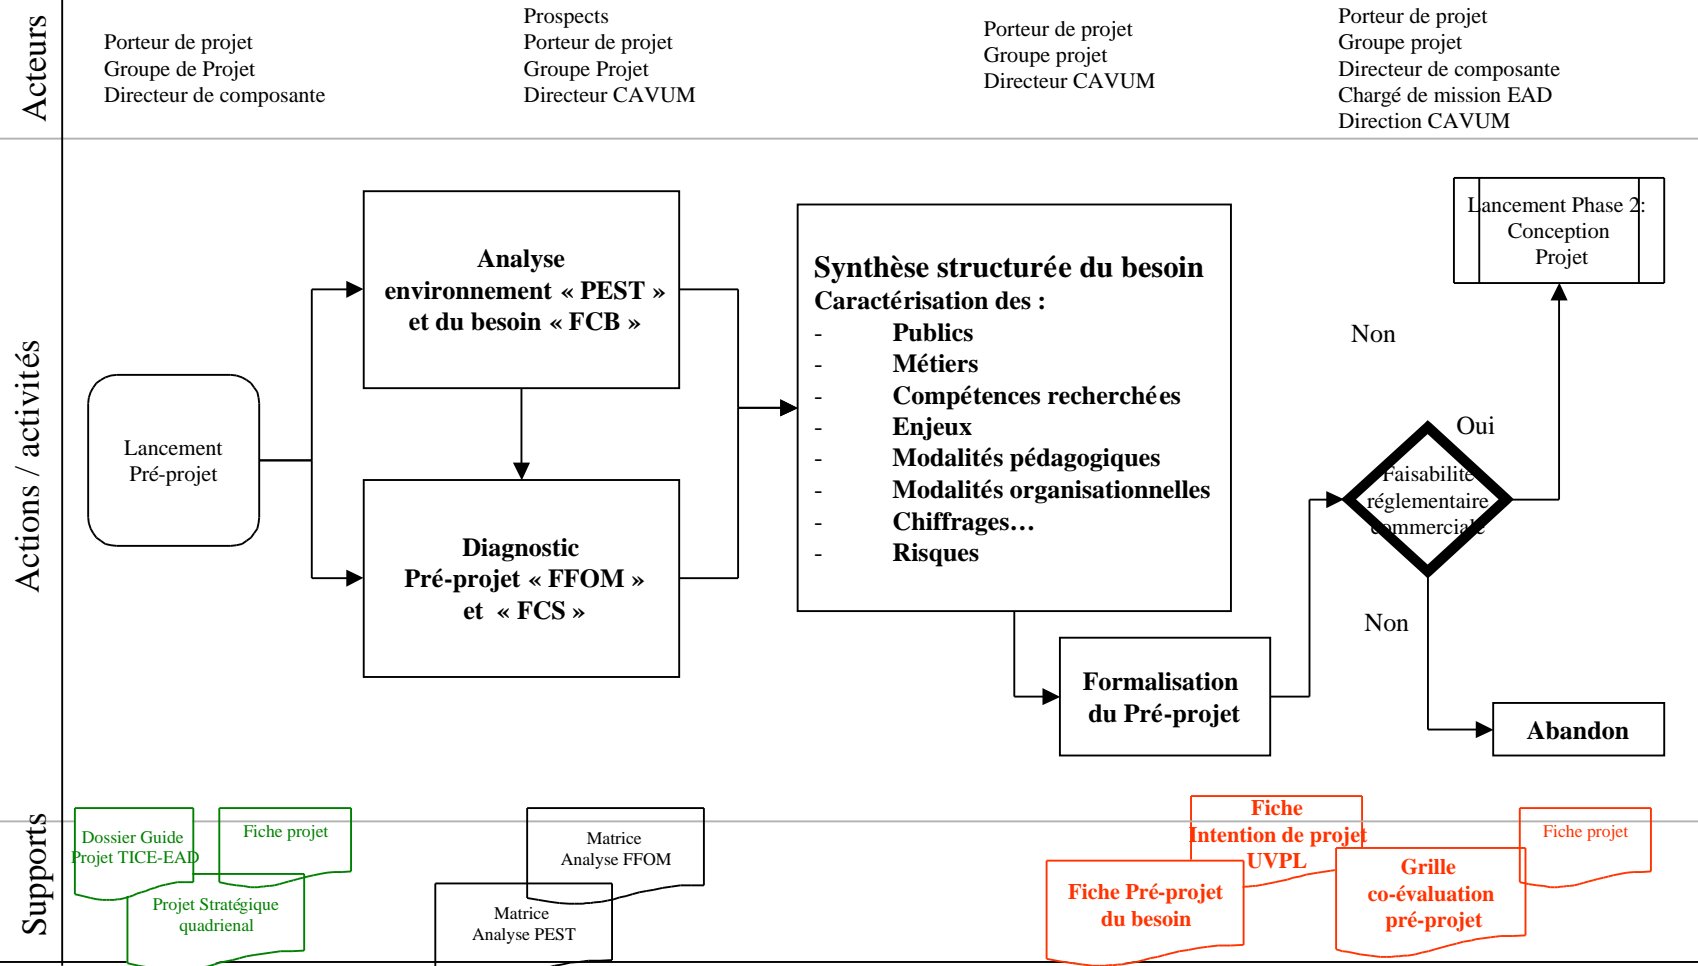 Acteurs
Porteur de projet
Groupe de Projet
Directeur de composante
Prospects
Porteur de projet
Groupe Projet
Directeur CAVUM
Porteur de projet
Groupe projet
Directeur CAVUM
Porteur de projet
Groupe projet
Directeur de composante
Chargé de mission EAD
Direction CAVUM
Actions / activités
Lancement
Pré-projet
Analyse
environnement « PEST »
et du besoin « FCB »
Diagnostic
Pré-projet « FFOM »
et « FCS »
Synthèse structurée du besoin
Caractérisation des :
- Publics
- Métiers
- Compétences recherchées
- Enjeux
- Modalités pédagogiques
- Modalités organisationnelles
- Chiffrages…
- Risques
Formalisation
du Pré-projet
Lancement Phase 2:
Conception
Projet
Non
Oui
Faisabilité
réglementaire
commerciale
Non
Abandon
Supports
Dossier Guide
Projet TICE-EAD
Fiche projet
Projet Stratégique
quadrienal
Matrice
Analyse FFOM
Matrice
Analyse PEST
Fiche
Intention de projet
UVPL
Fiche Pré-projet
du besoin
Grille
co-évaluation
pré-projet
Fiche projet